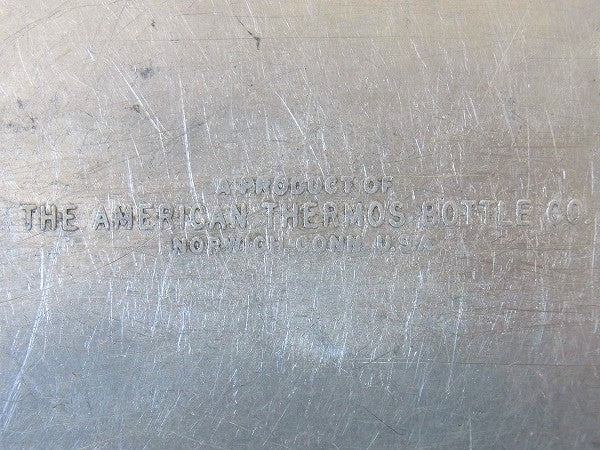 A PRODUCT OF
THE AMERICAN THERMOS BOTTLE CO.
NORWICH, CONN. U.S.A.